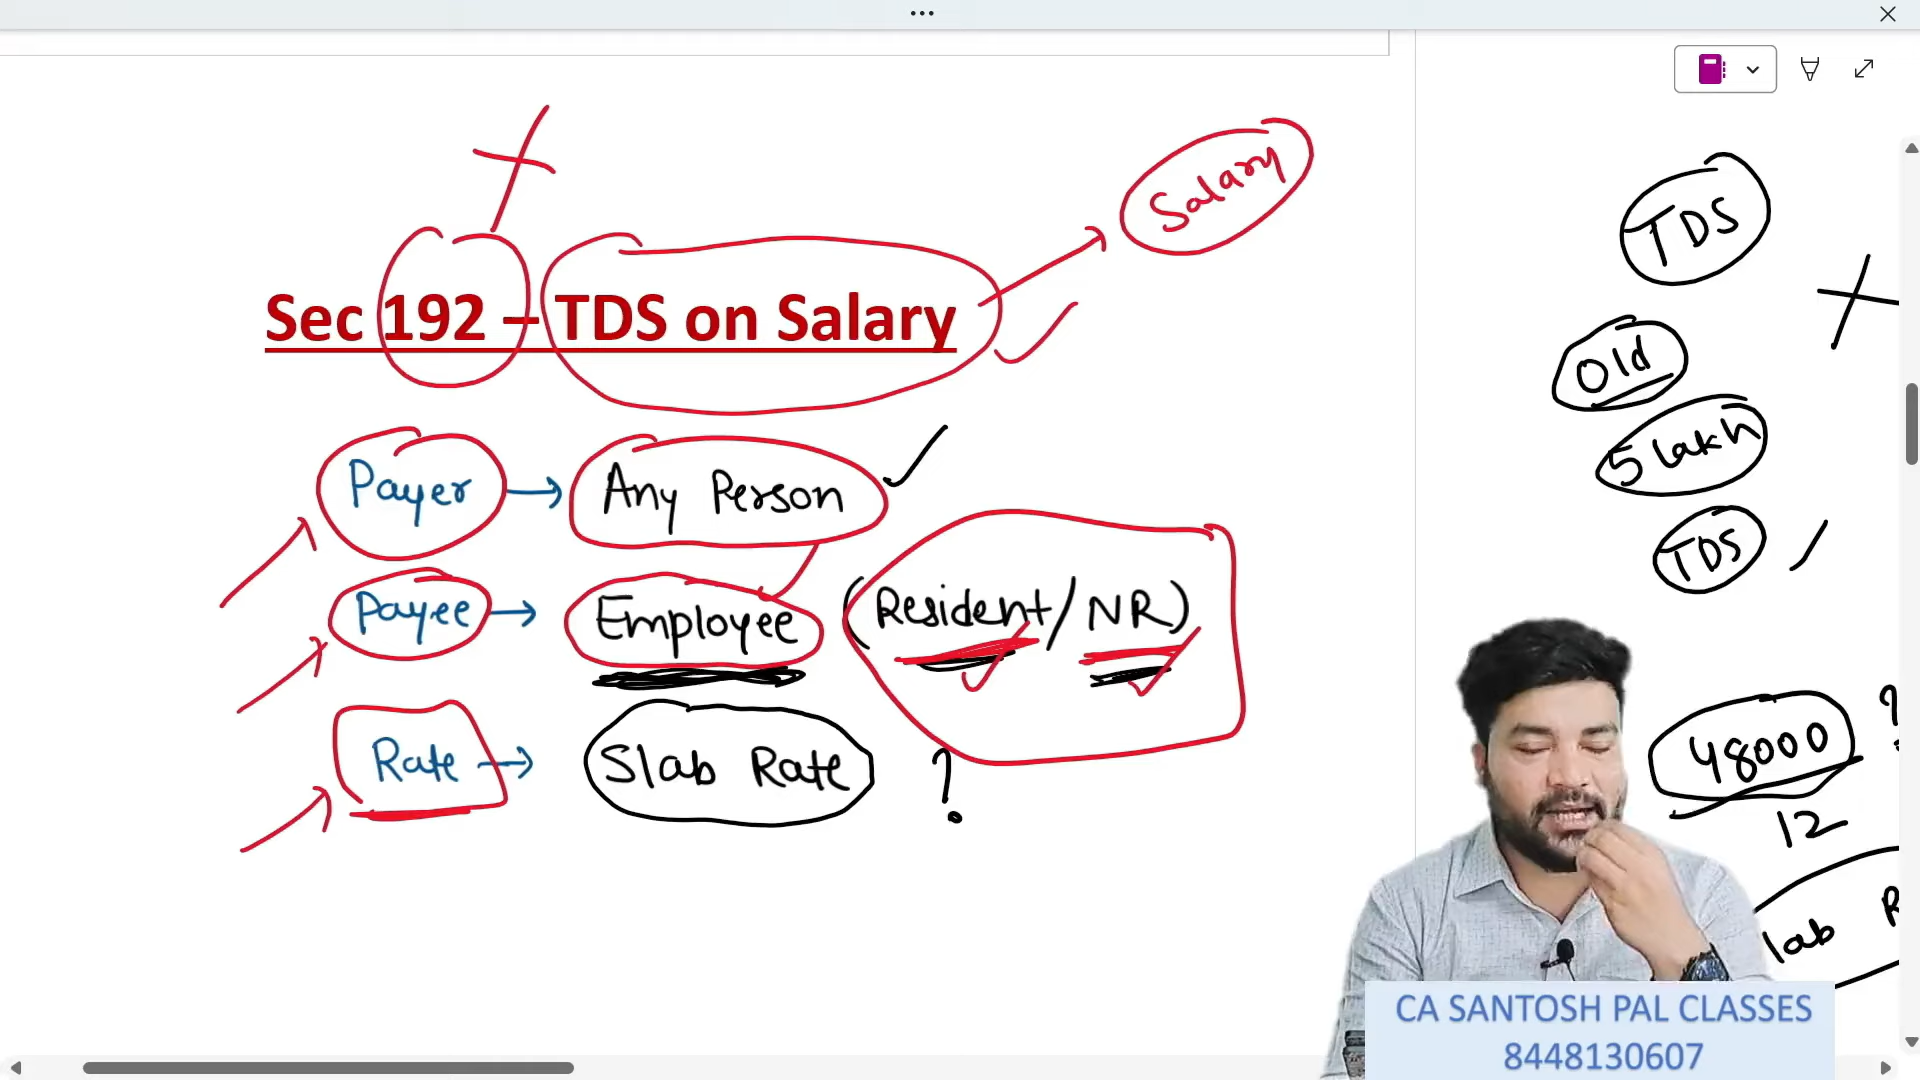 Salary
Sec 192 – TDS on Salary
Payer → Any Person
Payee → Employee (Resident/NR)
Rate → Slab Rate ?
TDS
Old
5 lakh
TDS
48000 ?
12
lab R
CA SANTOSH PAL CLASSES
8448130607